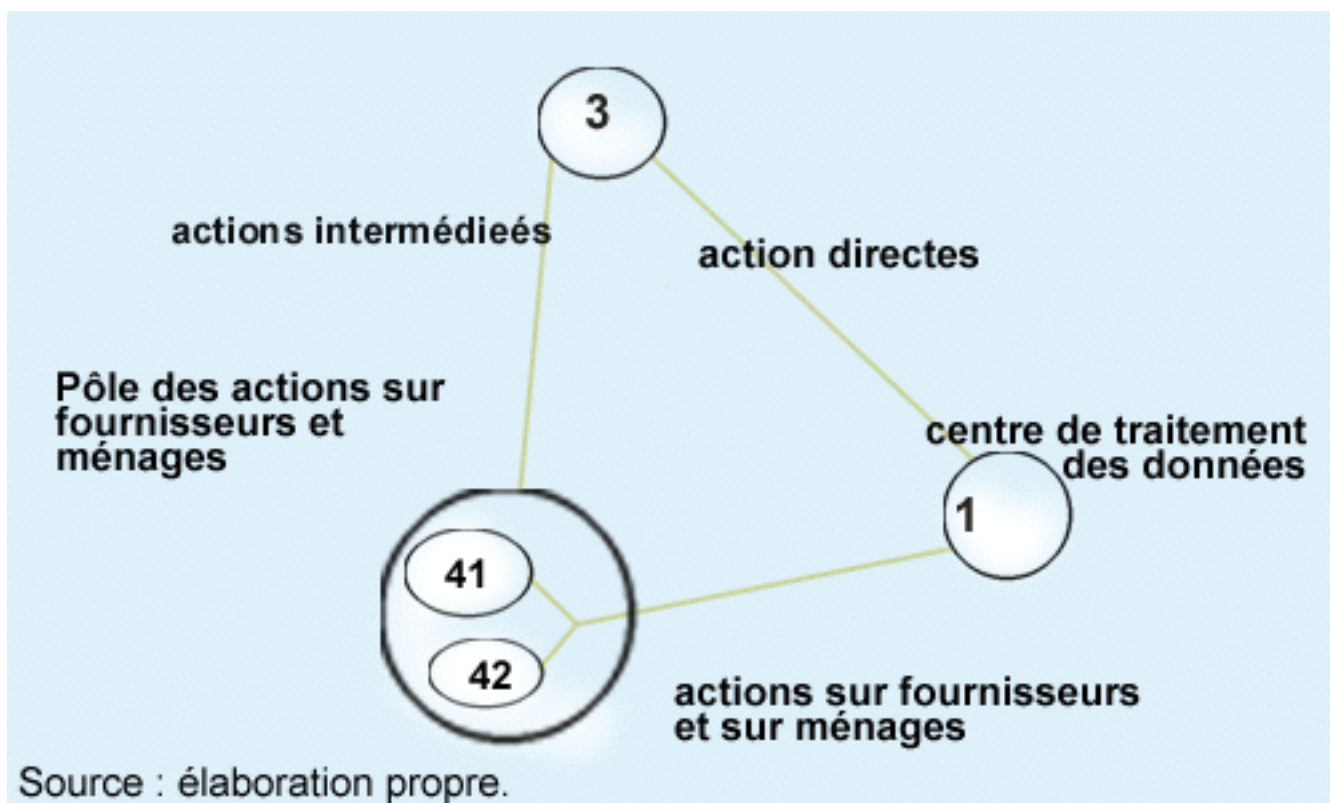 3
actions intermédieés
action directes
Pôle des actions sur
fournisseurs et
ménages
centre de traitement
des données
1
41
42
actions sur fournisseurs
et sur ménages
Source : élaboration propre.